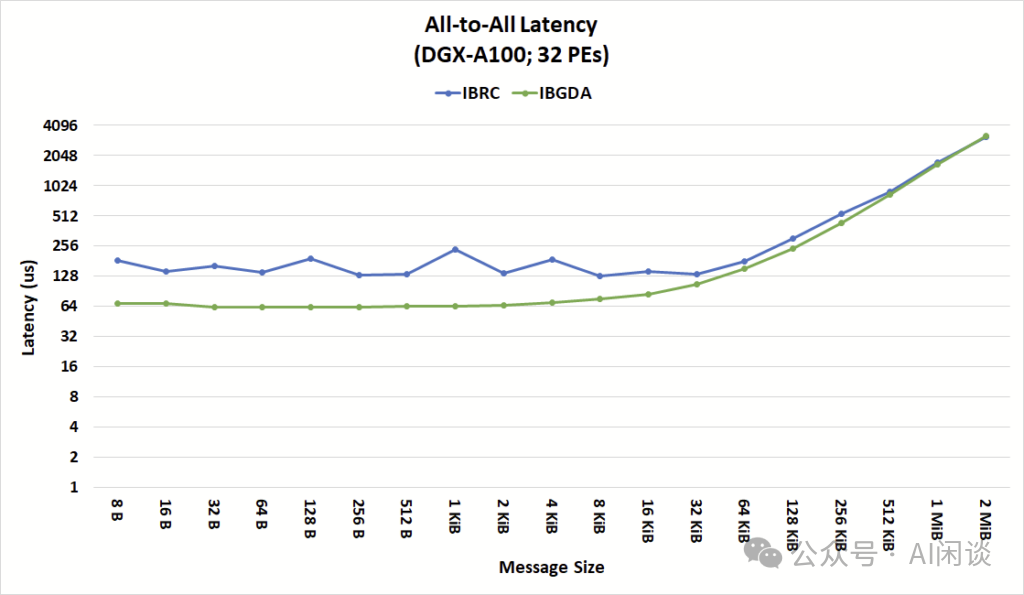 All-to-All Latency
(DGX-A100; 32 PEs)
IBRC IBGDA
4096
2048
1024
512
256
128
64
32
16
8
4
2
1
Latency (us)
8 B 16 B 32 B 64 B 128 B 256 B 512 B 1 KiB 2 KiB 4 KiB 8 KiB 16 KiB 32 KiB 64 KiB 128 KiB 256 KiB 512 KiB 1 MiB 2 MiB
Message Size
公众号 · AI闲谈